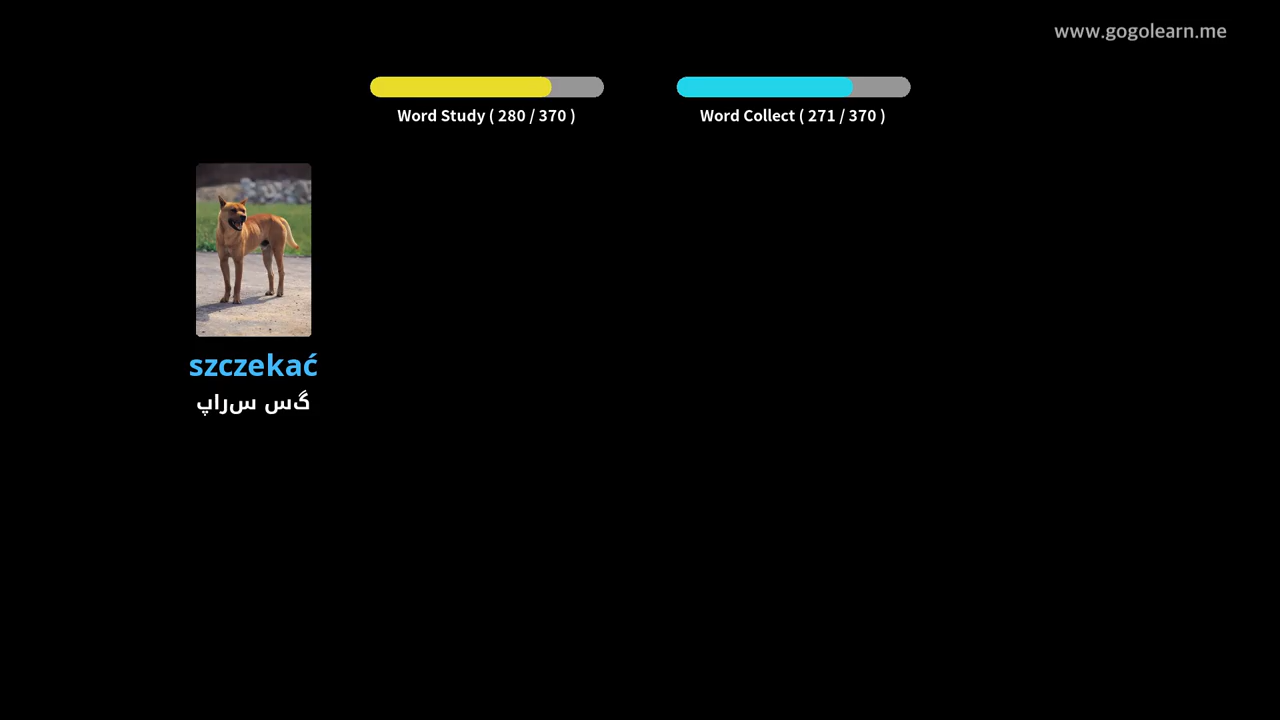 www.gogolearn.me
Word Study ( 280 / 370 )
Word Collect ( 271 / 370 )
szczekać
گس سراپ